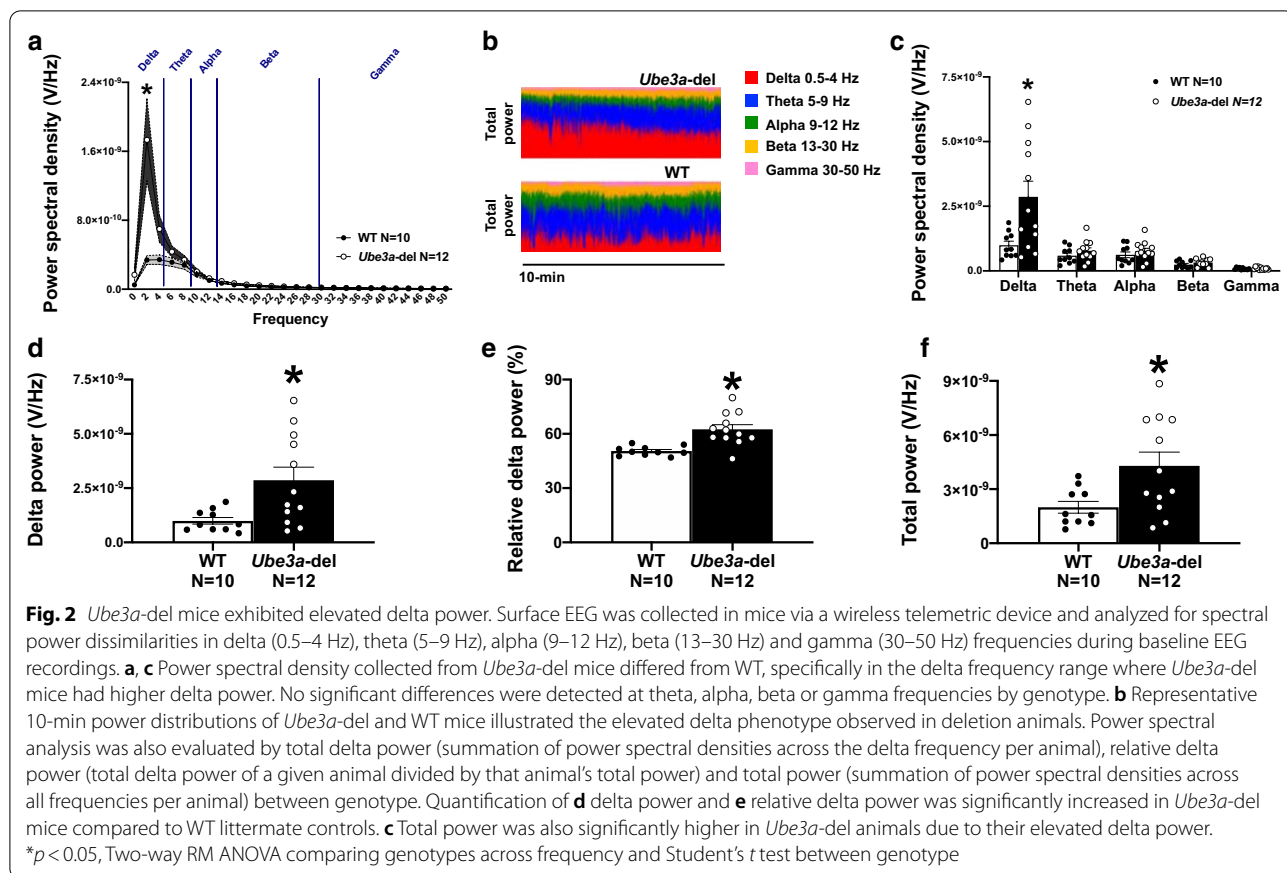 a
Delta
Theta
Alpha
Beta
Gamma
Power spectral density (V/Hz)
2.4×10-9
1.6×10-9
8.0×10-10
0.0
*
WT N=10
Ube3a-del N=12
0 2 4 6 8 10 12 14 16 18 20 22 24 26 28 30 32 34 36 38 40 42 44 46 48 50
Frequency
b
Ube3a-del
Total power
WT
Total power
10-min
Delta 0.5-4 Hz
Theta 5-9 Hz
Alpha 9-12 Hz
Beta 13-30 Hz
Gamma 30-50 Hz
c
Power spectral density (V/Hz)
7.5×10-9
5.0×10-9
2.5×10-9
0.0
*
WT N=10
Ube3a-del N=12
Delta Theta Alpha Beta Gamma
d
Delta power (V/Hz)
7.5×10-9
5.0×10-9
2.5×10-9
0.0
*
WT Ube3a-del
N=10 N=12
e
Relative delta power (%)
90
60
30
0
*
WT Ube3a-del
N=10 N=12
f
Total power (V/Hz)
9×10-9
6×10-9
3×10-9
0
*
WT Ube3a-del
N=10 N=12
Fig. 2 Ube3a-del mice exhibited elevated delta power. Surface EEG was collected in mice via a wireless telemetric device and analyzed for spectral
power dissimilarities in delta (0.5–4 Hz), theta (5–9 Hz), alpha (9–12 Hz), beta (13–30 Hz) and gamma (30–50 Hz) frequencies during baseline EEG
recordings. a, c Power spectral density collected from Ube3a-del mice differed from WT, specifically in the delta frequency range where Ube3a-del
mice had higher delta power. No significant differences were detected at theta, alpha, beta or gamma frequencies by genotype. b Representative
10-min power distributions of Ube3a-del and WT mice illustrated the elevated delta phenotype observed in deletion animals. Power spectral
analysis was also evaluated by total delta power (summation of power spectral densities across the delta frequency per animal), relative delta
power (total delta power of a given animal divided by that animal's total power) and total power (summation of power spectral densities across
all frequencies per animal) between genotype. Quantification of d delta power and e relative delta power was significantly increased in Ube3a-del
mice compared to WT littermate controls. c Total power was also significantly higher in Ube3a-del animals due to their elevated delta power.
*p < 0.05, Two-way RM ANOVA comparing genotypes across frequency and Student's t test between genotype